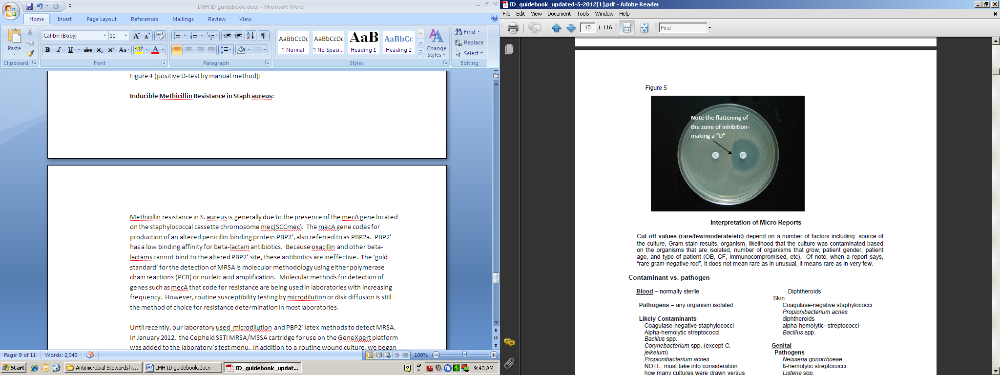 LMH ID guidebook.docx - Microsoft Word
Home Insert Page Layout References Mailings Review View
Paste
Clipboard
Calibri (Body) 11
B I U abc x₂ x² Aa
Font
Paragraph
AaBbCcDc AaBbCcDc AaB AaBbCc
¶ Normal ¶ No Spaci... Heading 1 Heading 2
Change
Styles
Styles
Find
Replace
Select
Editing
Figure 4 (positive D-test by manual method):
Inducible Methicillin Resistance in Staph aureus:
Methicillin resistance in S. aureus is generally due to the presence of the mecA gene located
on the staphylococcal cassette chromosome mec(SCCmec). The mecA gene codes for
production of an altered penicillin binding protein PBP2’, also referred to as PBP2a. PBP2’
has a low binding affinity for beta-lactam antibiotics. Because oxacillin and other beta-
lactams cannot bind to the altered PBP2’ site, these antibiotics are ineffective. The ‘gold
standard’ for the detection of MRSA is molecular methodology using either polymerase
chain reactions (PCR) or nucleic acid amplification. Molecular methods for detection of
genes such as mecA that code for resistance are being used in laboratories with increasing
frequency. However, routine susceptibility testing by microdilution or disk diffusion is still
the method of choice for resistance determination in most laboratories.
Until recently, our laboratory used microdilution and PBP2’ latex methods to detect MRSA.
In January 2012, the Cepheid SSTI MRSA/MSSA cartridge for use on the GeneXpert platform
was added to the laboratory’s test menu. In addition to a routine wound culture, we began
Page: 9 of 11 Words: 2,040 100%
Start Antimicrobial Stewardshi... LMH ID guidebook.docx -... ID_guidebook_updat... 9:43 AM
ID_guidebook_updated-5-2012[1].pdf - Adobe Reader
File Edit View Document Tools Window Help
10 / 116 Find
Figure 5
Note the flattening of
the zone of inhibition-
making a “D”
Interpretation of Micro Reports
Cut-off values (rare/few/moderate/etc) depend on a number of factors including: source of
the culture, Gram stain results, organism, likelihood that the culture was contaminated based
on the organisms that are isolated, number of organisms that grow, patient gender, patient
age, and type of patient (OB, CF, Immunocompromised, etc). Of note, when a report says,
“rare gram-negative rod”, it does not mean rare as in unusual, it means rare as in very few.
Contaminant vs. pathogen
Blood – normally sterile
Pathogens – any organism isolated
Likely Contaminants
Coagulase-negative staphylococci
Alpha-hemolytic streptococci
Bacillus spp.
Corynebacterium spp. (except C.
jeikeium)
Propionibacterium acnes
NOTE: must take into consideration
how many cultures were drawn versus
Diphtheroids
Skin
Coagulase-negative staphylococci
Propionibacterium acnes
diphtheroids
alpha-hemolytic- streptococci
Bacillus spp.
Genital
Pathogens
Neisseria gonorrhoeae
ß-hemolytic streptococci
Listeria spp.